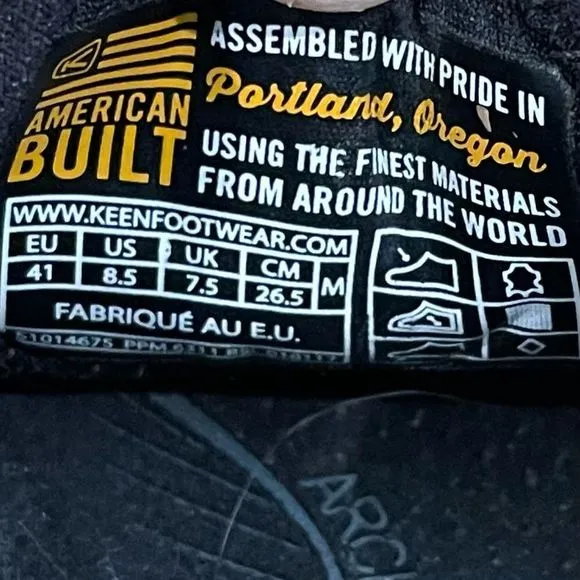 K
AMERICAN
BUILT
ASSEMBLED WITH PRIDE IN
Portland, Oregon
USING THE FINEST MATERIALS
FROM AROUND THE WORLD
WWW.KEENFOOTWEAR.COM
EU US UK CM M
41 8.5 7.5 26.5
FABRIQUÉ AU E.U.
1014675